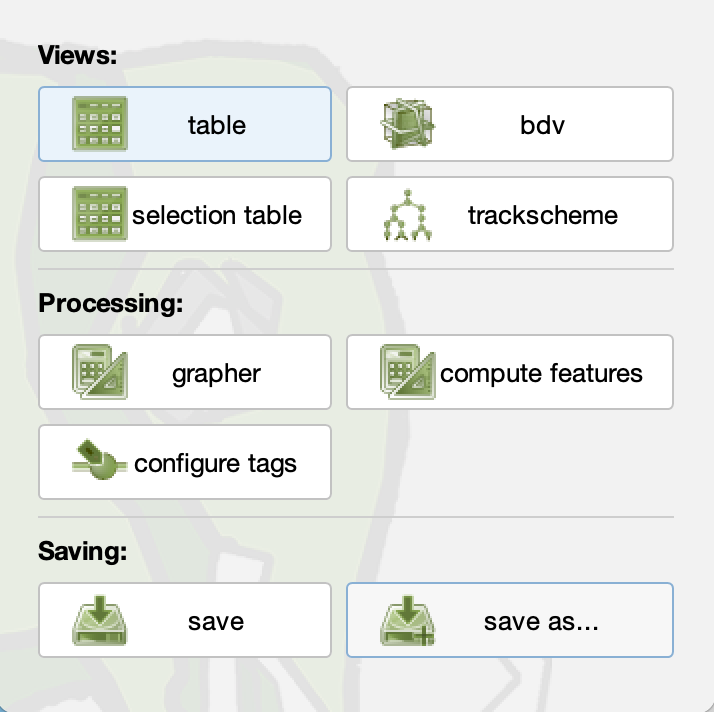 Views:
table
bdv
selection table
trackscheme
Processing:
grapher
compute features
configure tags
Saving:
save
save as...